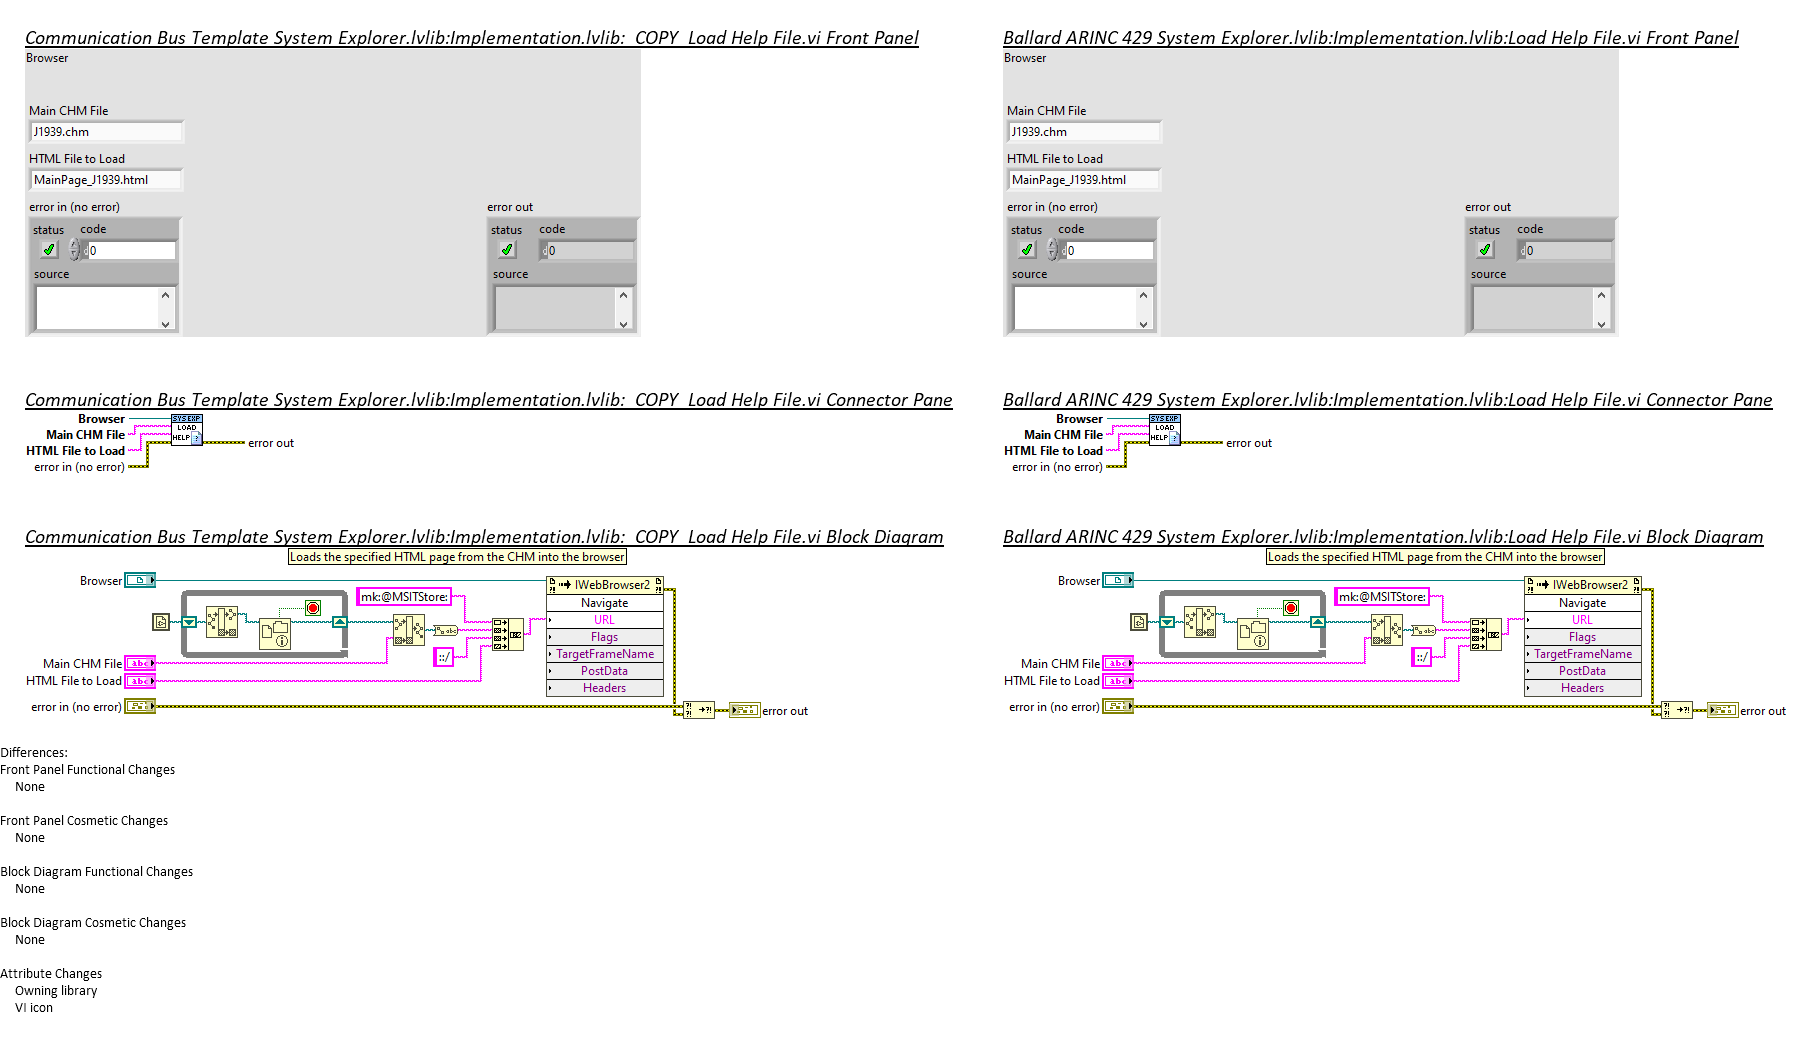 Communication Bus Template System Explorer.lvlib:Implementation.lvlib:  COPY  Load Help File.vi Front Panel
Browser
Main CHM File
J1939.chm
HTML File to Load
MainPage_J1939.html
error in (no error)
error out
status code
0
source
status code
d 0
source
Ballard ARINC 429 System Explorer.lvlib:Implementation.lvlib:Load Help File.vi Front Panel
Browser
Main CHM File
J1939.chm
HTML File to Load
MainPage_J1939.html
error in (no error)
error out
status code
0
source
status code
d 0
source
Communication Bus Template System Explorer.lvlib:Implementation.lvlib:  COPY  Load Help File.vi Connector Pane
Browser
Main CHM File
HTML File to Load
error in (no error)
SYS EXP
LOAD
HELP ?
error out
Ballard ARINC 429 System Explorer.lvlib:Implementation.lvlib:Load Help File.vi Connector Pane
Browser
Main CHM File
HTML File to Load
error in (no error)
SYS EXP
LOAD
HELP ?
error out
Communication Bus Template System Explorer.lvlib:Implementation.lvlib:  COPY  Load Help File.vi Block Diagram
Loads the specified HTML page from the CHM into the browser
Browser
mk:@MSITStore:
IWebBrowser2
Navigate
URL
Flags
TargetFrameName
PostData
Headers
::/
Main CHM File abc
HTML File to Load abc
error in (no error)
error out
Ballard ARINC 429 System Explorer.lvlib:Implementation.lvlib:Load Help File.vi Block Diagram
Loads the specified HTML page from the CHM into the browser
Browser
mk:@MSITStore:
IWebBrowser2
Navigate
URL
Flags
TargetFrameName
PostData
Headers
::/
Main CHM File abc
HTML File to Load abc
error in (no error)
error out
Differences:
Front Panel Functional Changes
None
Front Panel Cosmetic Changes
None
Block Diagram Functional Changes
None
Block Diagram Cosmetic Changes
None
Attribute Changes
Owning library
VI icon